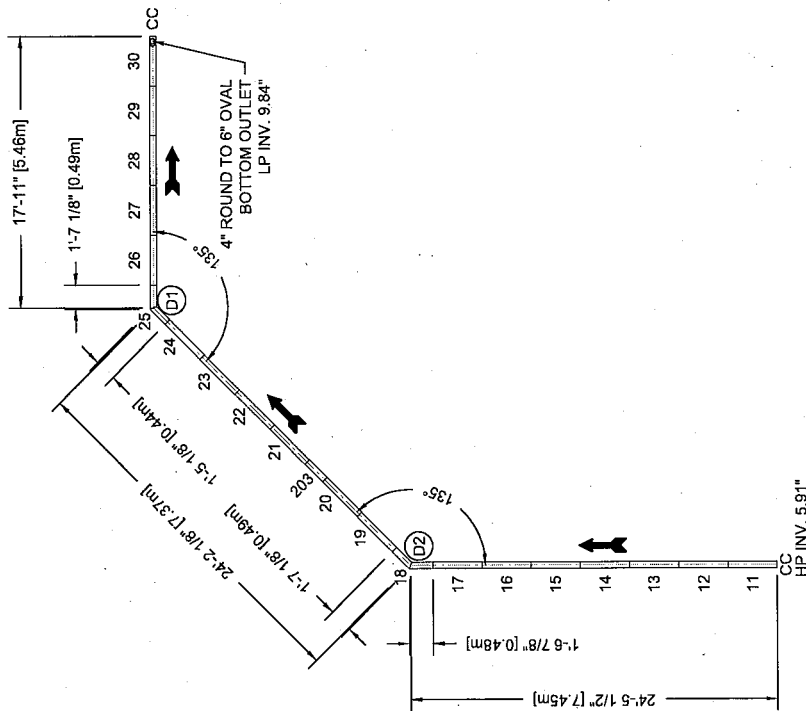 17'-11" [5.46m]
1'-7 1/8" [0.49m]
CC
30
29
28
27
26
25
4" ROUND TO 6" OVAL
BOTTOM OUTLET
LP INV. 9.84"
135°
D1
24
23
22
21
203
20
19
18
1'-5 1/8" [0.44m]
24'-2 1/8" [7.37m]
1'-7 1/8" [0.49m]
D2
135°
17
16
15
14
13
12
11
1'-6 7/8" [0.48m]
24'-5 1/2" [7.45m]
CC
HP INV. 5.91"